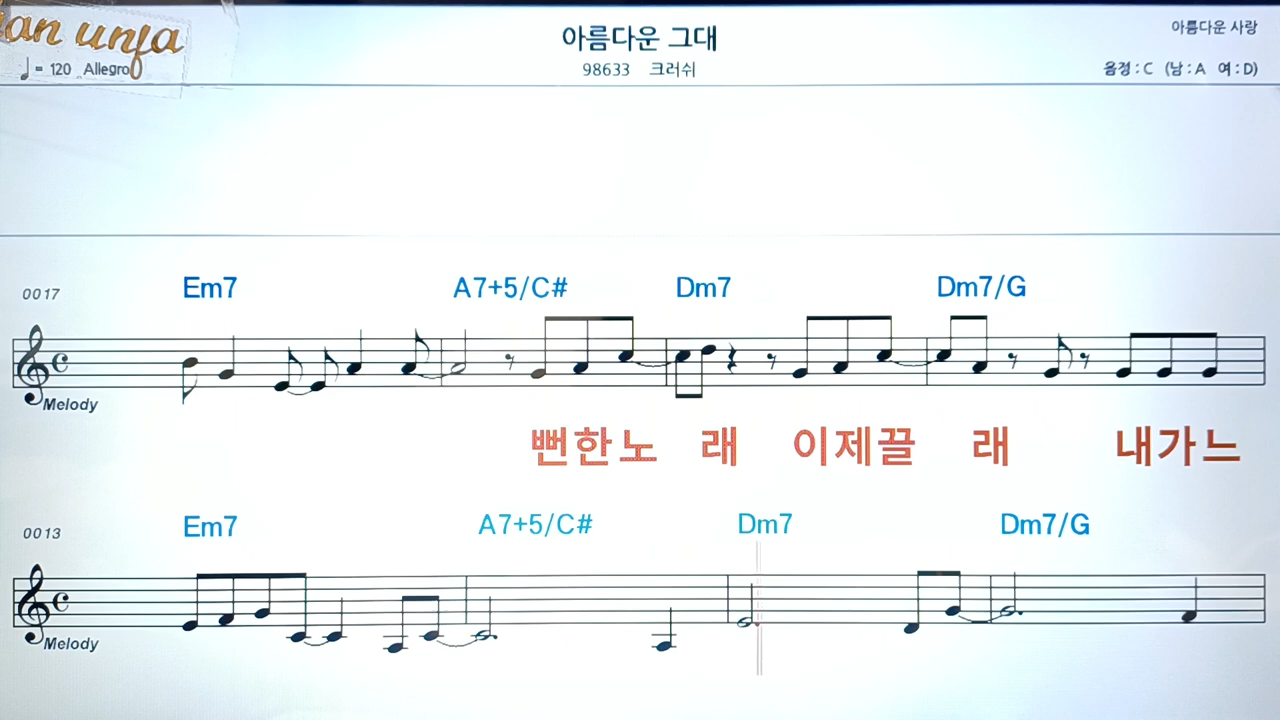 아름다운 그대
아름다운 사랑
♩= 120 Allegro
98633 크러쉬
음정 : C (남 : A 여 : D)
0017
Em7 A7+5/C# Dm7 Dm7/G
Melody
뻔한노 래 이제끌 래 내가느
0013
Em7 A7+5/C# Dm7 Dm7/G
Melody